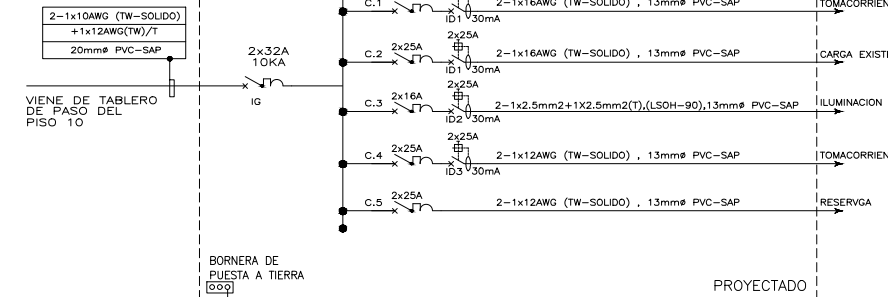 C.1
2-1x16AWG (TW-SOLIDO) , 13mmø PVC-SAP
ID1 30mA
2-1x10AWG (TW-SOLIDO)
+1x12AWG(TW)/T
20mmø PVC-SAP
2x32A
10KA
IG
VIENE DE TABLERO
DE PASO DEL
PISO 10
2x25A
C.2 2x25A
2-1x16AWG (TW-SOLIDO) , 13mmø PVC-SAP
ID1 30mA
2x25A
C.3 2x16A
2-1x2.5mm2+1X2.5mm2(T),(LSOH-90),13mmø PVC-SAP
ILUMINACION
ID2 30mA
2x25A
C.4 2x25A
2-1x12AWG (TW-SOLIDO) , 13mmø PVC-SAP
ID3 30mA
C.5 2x25A
2-1x12AWG (TW-SOLIDO) , 13mmø PVC-SAP
RESERVGA
BORNERA DE
PUESTA A TIERRA
PROYECTADO